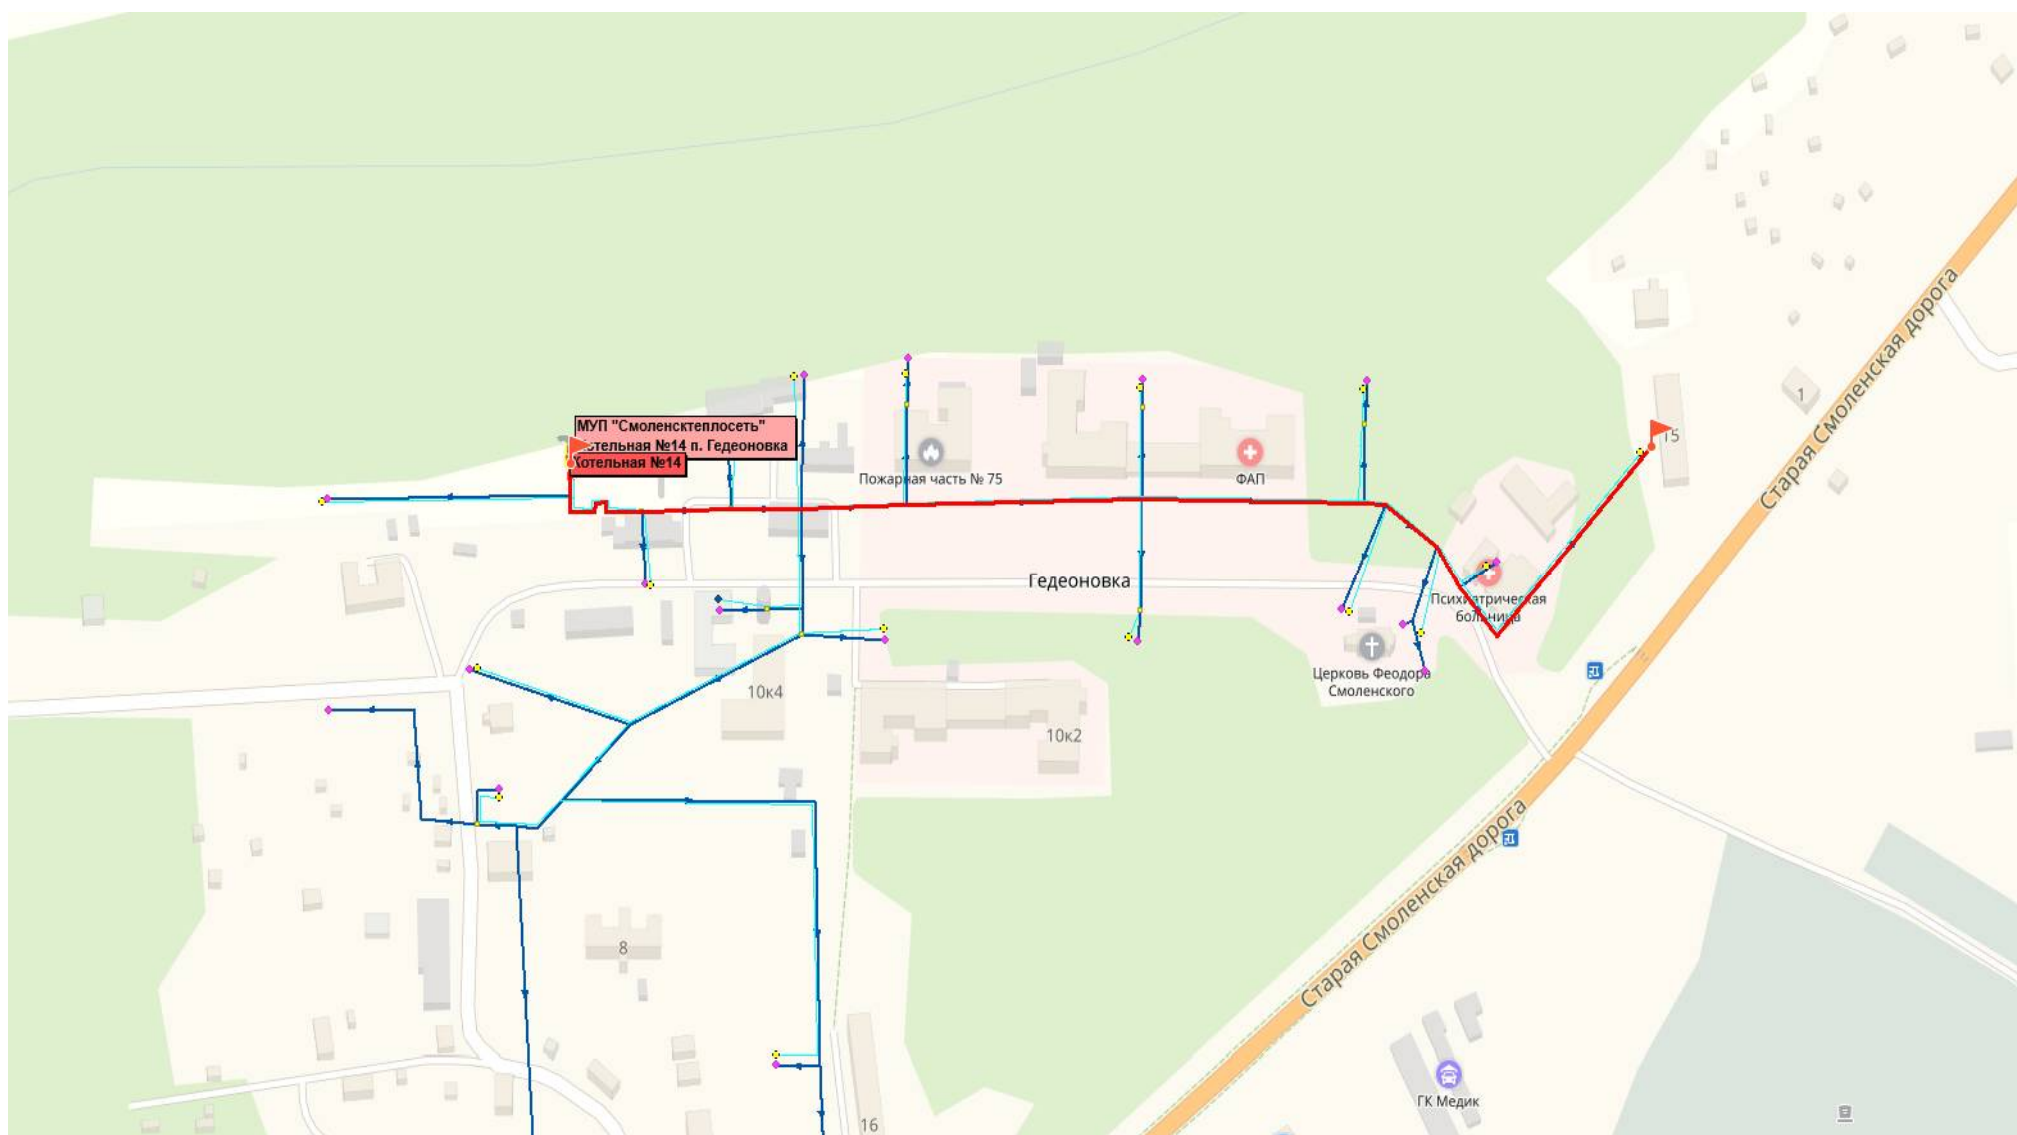 МУП "Смоленсктеплосеть"
Котельная №14 п. Гедеоновка
Котельная №14
Пожарная часть № 75
ФАП
15
1
Старая Смоленская дорога
Гедеоновка
Психиатрическая
больница
Церковь Феодора
Смоленского
10к4
10к2
Старая Смоленская дорога
8
ГК Медик
16